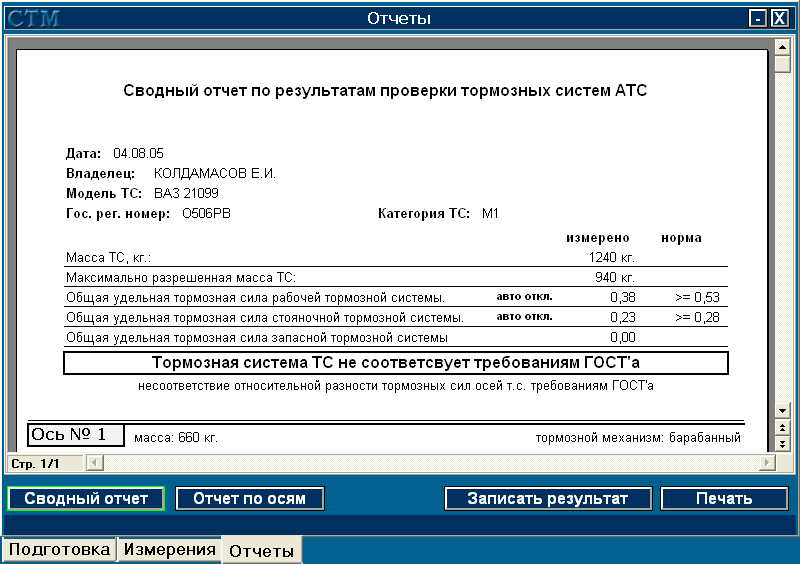 СТМ
Отчеты
- X
Сводный отчет по результатам проверки тормозных систем АТС
Дата: 04.08.05
Владелец: КОЛДАМАСОВ Е.И.
Модель ТС: ВАЗ 21099
Гос. рег. номер: О506РВ Категория ТС: М1
измерено норма
Масса ТС, кг.: 1240 кг.
Максимально разрешенная масса ТС: 940 кг.
Общая удельная тормозная сила рабочей тормозной системы. авто откл. 0,38 >= 0,53
Общая удельная тормозная сила стояночной тормозной системы. авто откл. 0,23 >= 0,28
Общая удельная тормозная сила запасной тормозной системы 0,00
Тормозная система ТС не соответсвует требованиям ГОСТ'а
несоответствие относительной разности тормозных сил осей т.с. требованиям ГОСТ'а
Ось № 1 масса: 660 кг. тормозной механизм: барабанный
Стр. 1/1
Сводный отчет Отчет по осям Записать результат Печать
Подготовка Измерения Отчеты